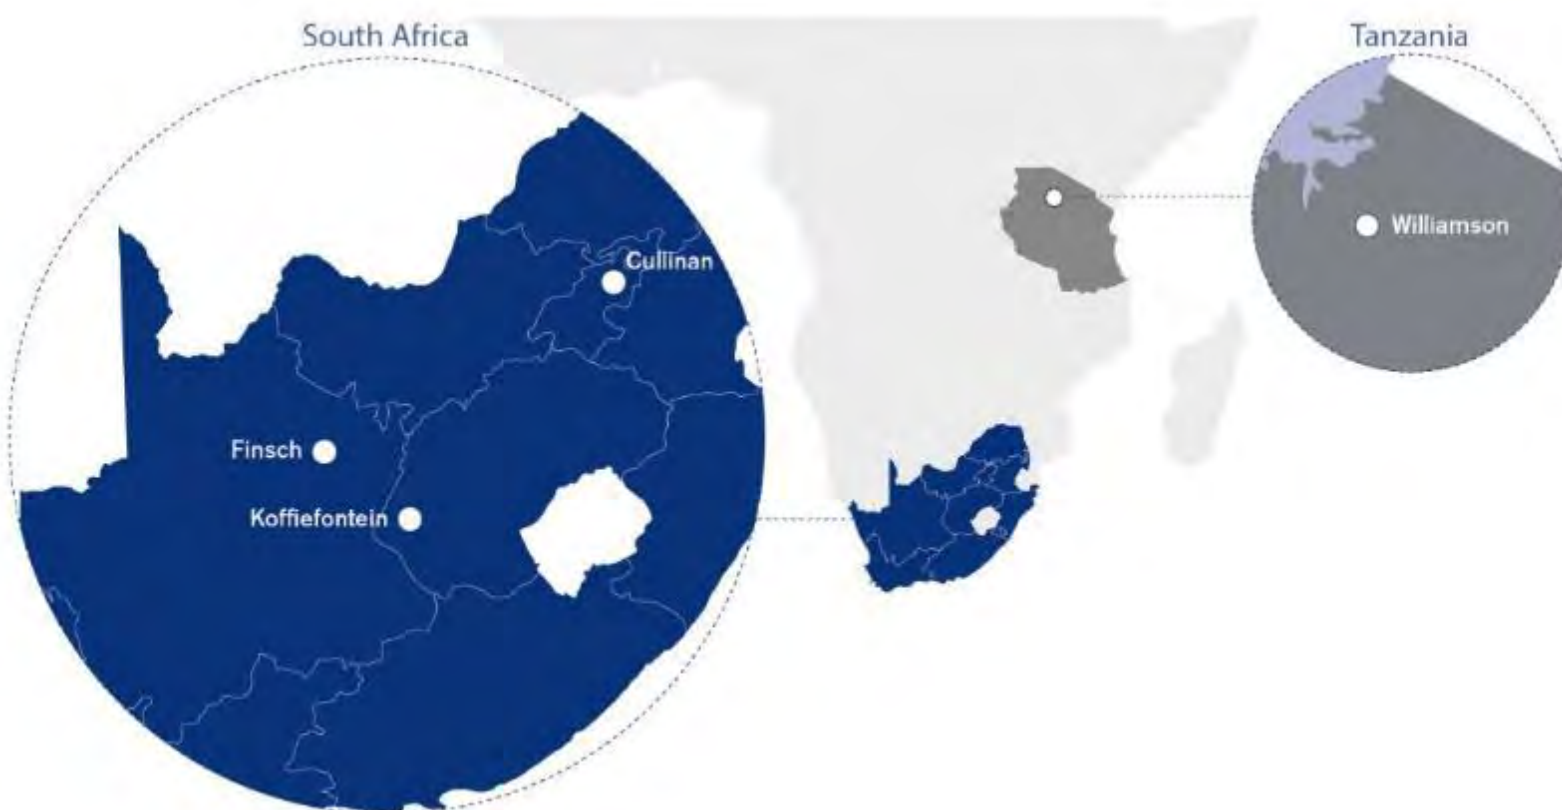 South Africa
Tanzania
Cullinan
Williamson
Finsch
Koffiefontein